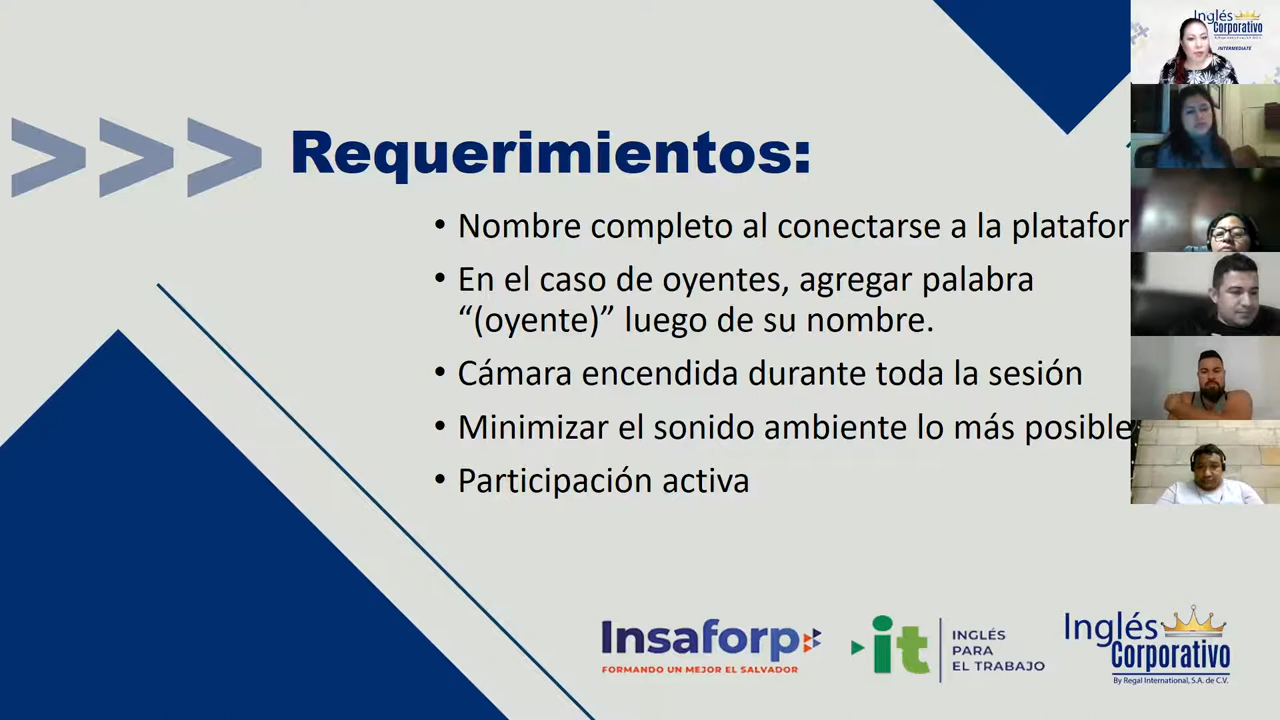 Requerimientos:
• Nombre completo al conectarse a la platafor
• En el caso de oyentes, agregar palabra
“(oyente)” luego de su nombre.
• Cámara encendida durante toda la sesión
• Minimizar el sonido ambiente lo más posible
• Participación activa
Insaforp
FORMANDO UN MEJOR EL SALVADOR
it
INGLÉS
PARA
EL TRABAJO
Inglés
Corporativo
By Regal International, S.A. de C.V.
Inglés
Corporativo
INTERMEDIATE